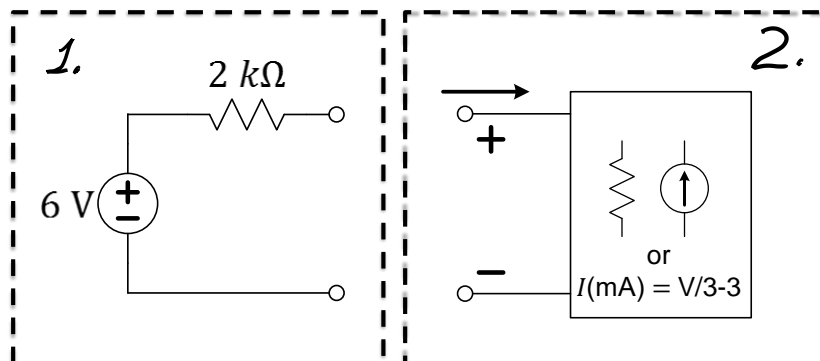 1.
2 kΩ
6 V
+
−
2.
+
−
or
I(mA) = V/3-3